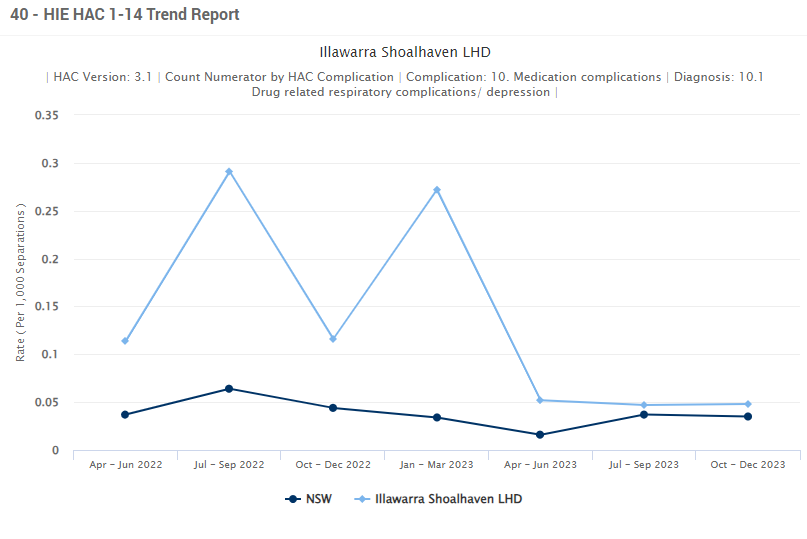 40 - HIE HAC 1-14 Trend Report
Illawarra Shoalhaven LHD
| HAC Version: 3.1 | Count Numerator by HAC Complication | Complication: 10. Medication complications | Diagnosis: 10.1
Drug related respiratory complications/ depression |
Rate ( Per 1,000 Separations )
0.35
0.3
0.25
0.2
0.15
0.1
0.05
0
Apr - Jun 2022
Jul - Sep 2022
Oct - Dec 2022
Jan - Mar 2023
Apr - Jun 2023
Jul - Sep 2023
Oct - Dec 2023
NSW
Illawarra Shoalhaven LHD